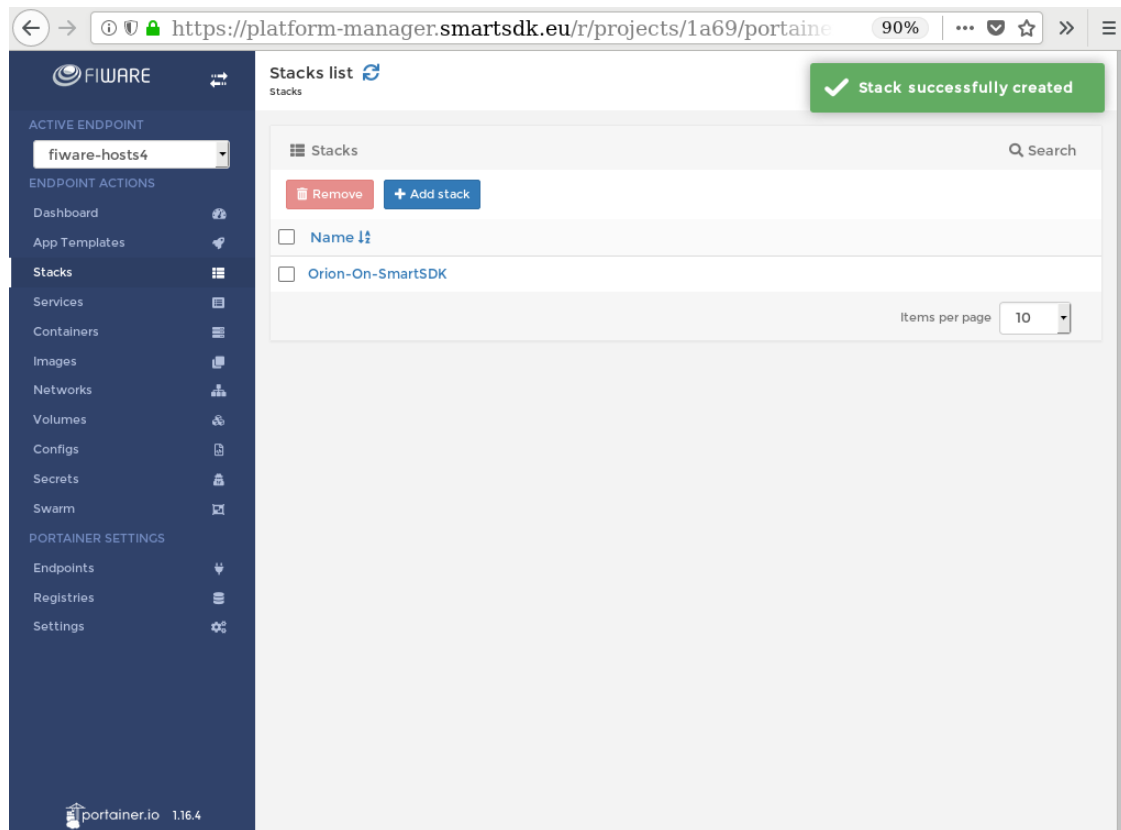 https://platform-manager.smartsdk.eu/r/projects/1a69/portaine
90%
FIWARE
Stacks list
Stacks
Stack successfully created
ACTIVE ENDPOINT
fiware-hosts4
ENDPOINT ACTIONS
Dashboard
App Templates
Stacks
Services
Containers
Images
Networks
Volumes
Configs
Secrets
Swarm
PORTAINER SETTINGS
Endpoints
Registries
Settings
portainer.io 1.16.4
Stacks
Search
Remove
+ Add stack
Name
Orion-On-SmartSDK
Items per page 10